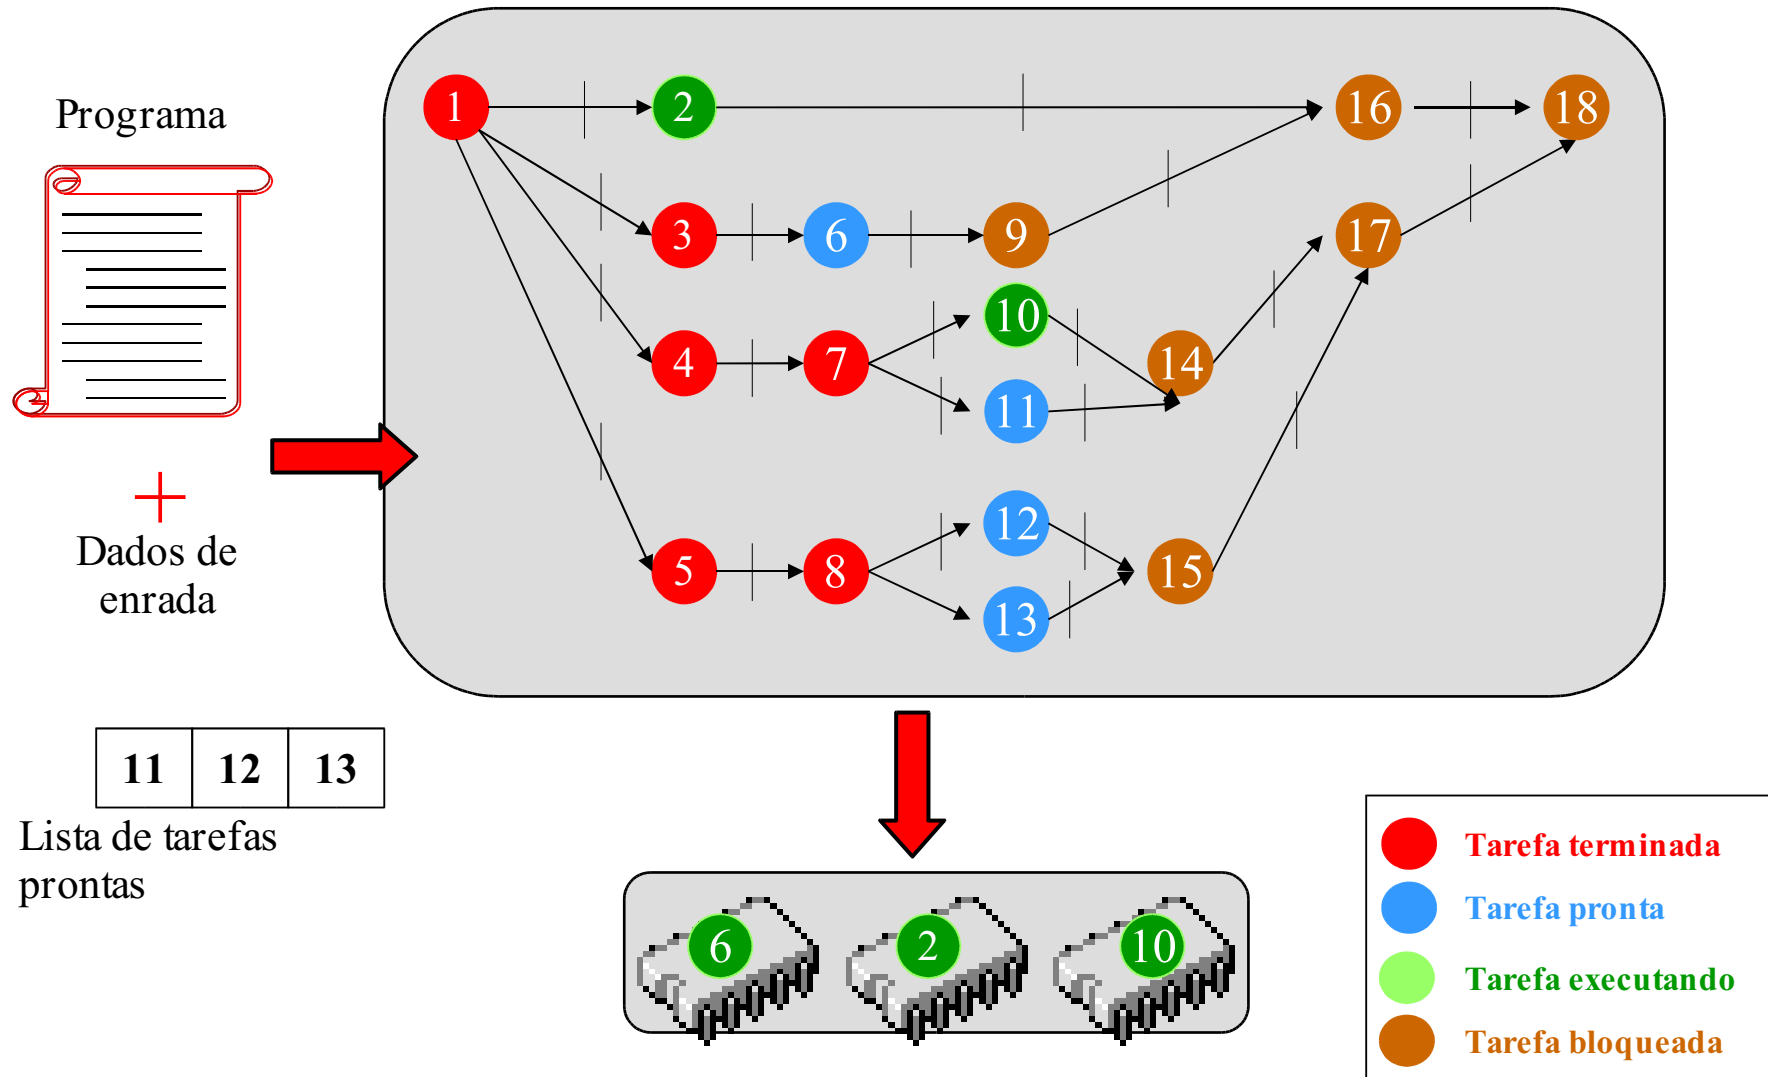 Programa
Dados de
enrada
1 2 16 18
3 6 9 17
10
4 7 14
11
12
5 8 15
13
11 12 13
Lista de tarefas
prontas
6 2 10
Tarefa terminada
Tarefa pronta
Tarefa executando
Tarefa bloqueada